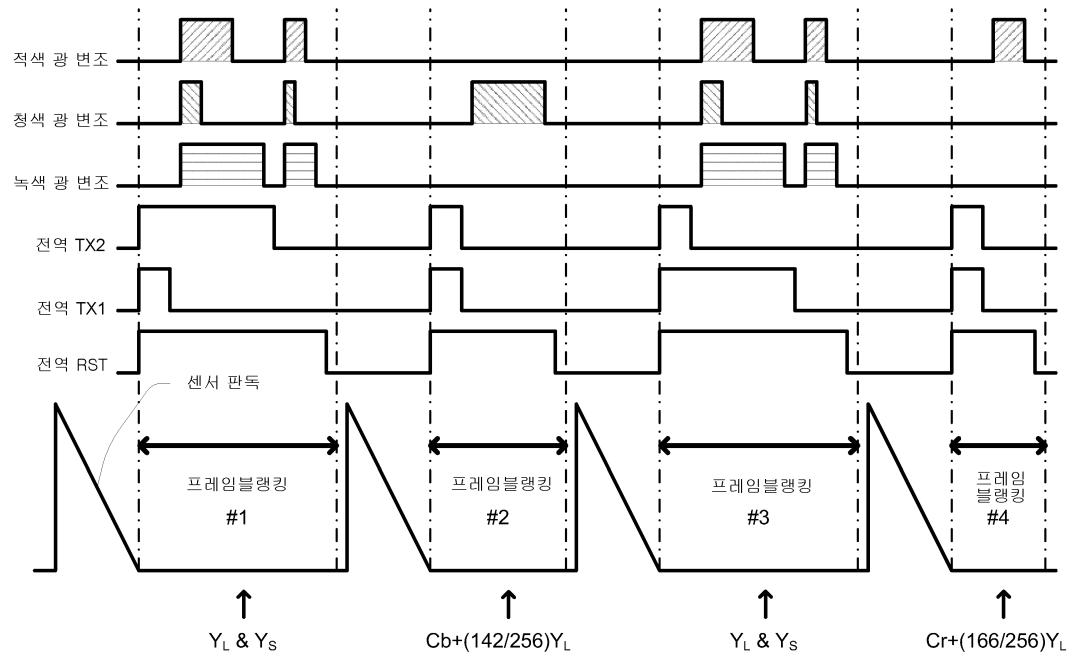 적색 광 변조
청색 광 변조
녹색 광 변조
전역 TX2
전역 TX1
전역 RST
센서 판독
프레임블랭킹
#1
프레임블랭킹
#2
프레임블랭킹
#3
프레임
블랭킹
#4
Y_L & Y_S
Cb+(142/256)Y_L
Y_L & Y_S
Cr+(166/256)Y_L